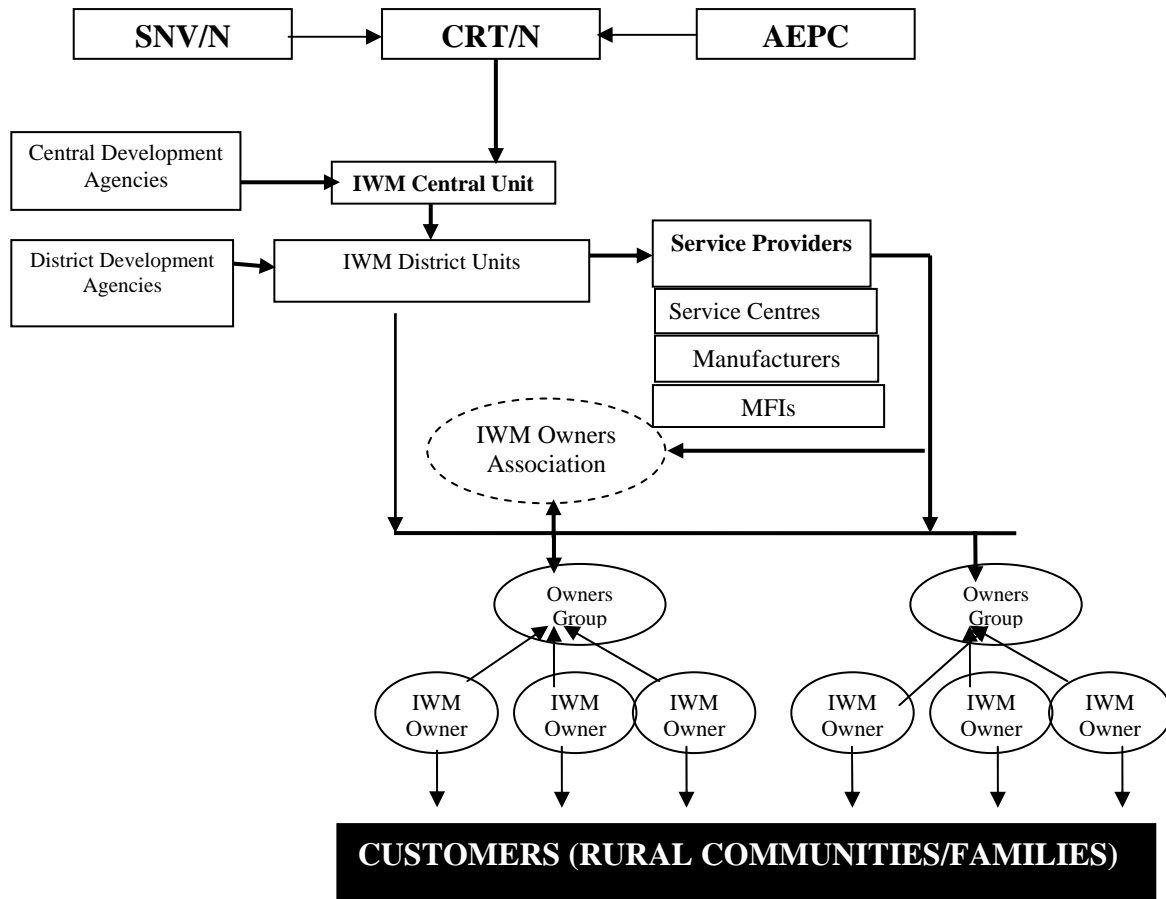 SNV/N
CRT/N
AEPC
Central Development
Agencies
IWM Central Unit
District Development
Agencies
IWM District Units
Service Providers
Service Centres
Manufacturers
MFIs
IWM Owners
Association
Owners
Group
Owners
Group
IWM
Owner
IWM
Owner
IWM
Owner
IWM
Owner
IWM
Owner
IWM
Owner
CUSTOMERS (RURAL COMMUNITIES/FAMILIES)